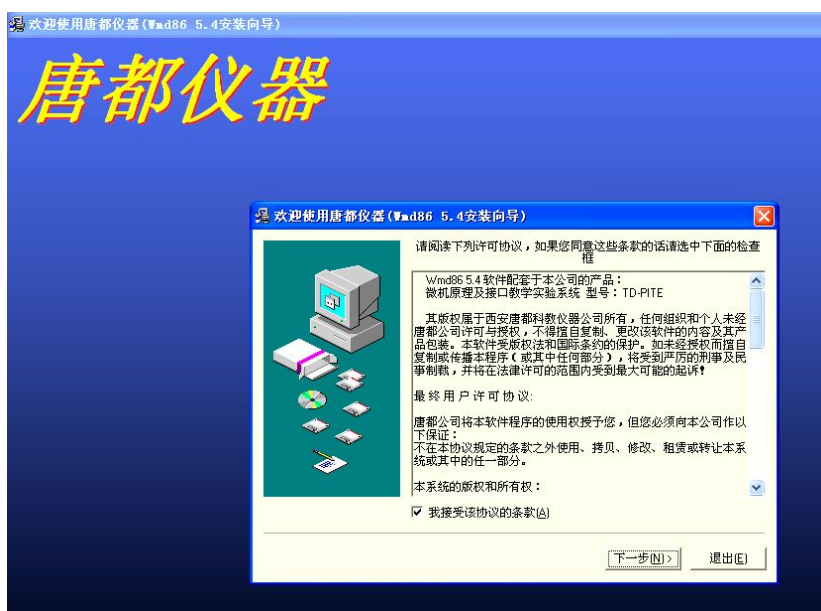 欢迎使用唐都仪器(Wmd86 5.4安装向导)
唐都仪器
欢迎使用唐都仪器(Wmd86 5.4安装向导)
请阅读下列许可协议，如果您同意这些条款的话请选中下面的检查
框
Wmd86 5.4 软件配套于本公司的产品：
微机原理及接口教学实验系统 型号：TD-PITE
其版权属于西安唐都科教仪器公司所有，任何组织和个人未经
唐都公司许可与授权，不得擅自复制、更改该软件的内容及其产
品包装。本软件受版权法和国际条约的保护。如未经授权而擅自
复制或传播本程序（或其中任何部分），将受到严厉的刑事及民
事制裁，并将在法律许可的范围内受到最大可能的起诉！
最 终 用 户 许 可 协 议:
唐都公司将本软件程序的使用权授予您，但您必须向本公司作以
下保证：
不在本协议规定的条款之外使用、拷贝、修改、租赁或转让本系
统或其中的任一部分。
本系统的版权和所有权：
我接受该协议的条款(A)
下一步(N)>
退出(E)